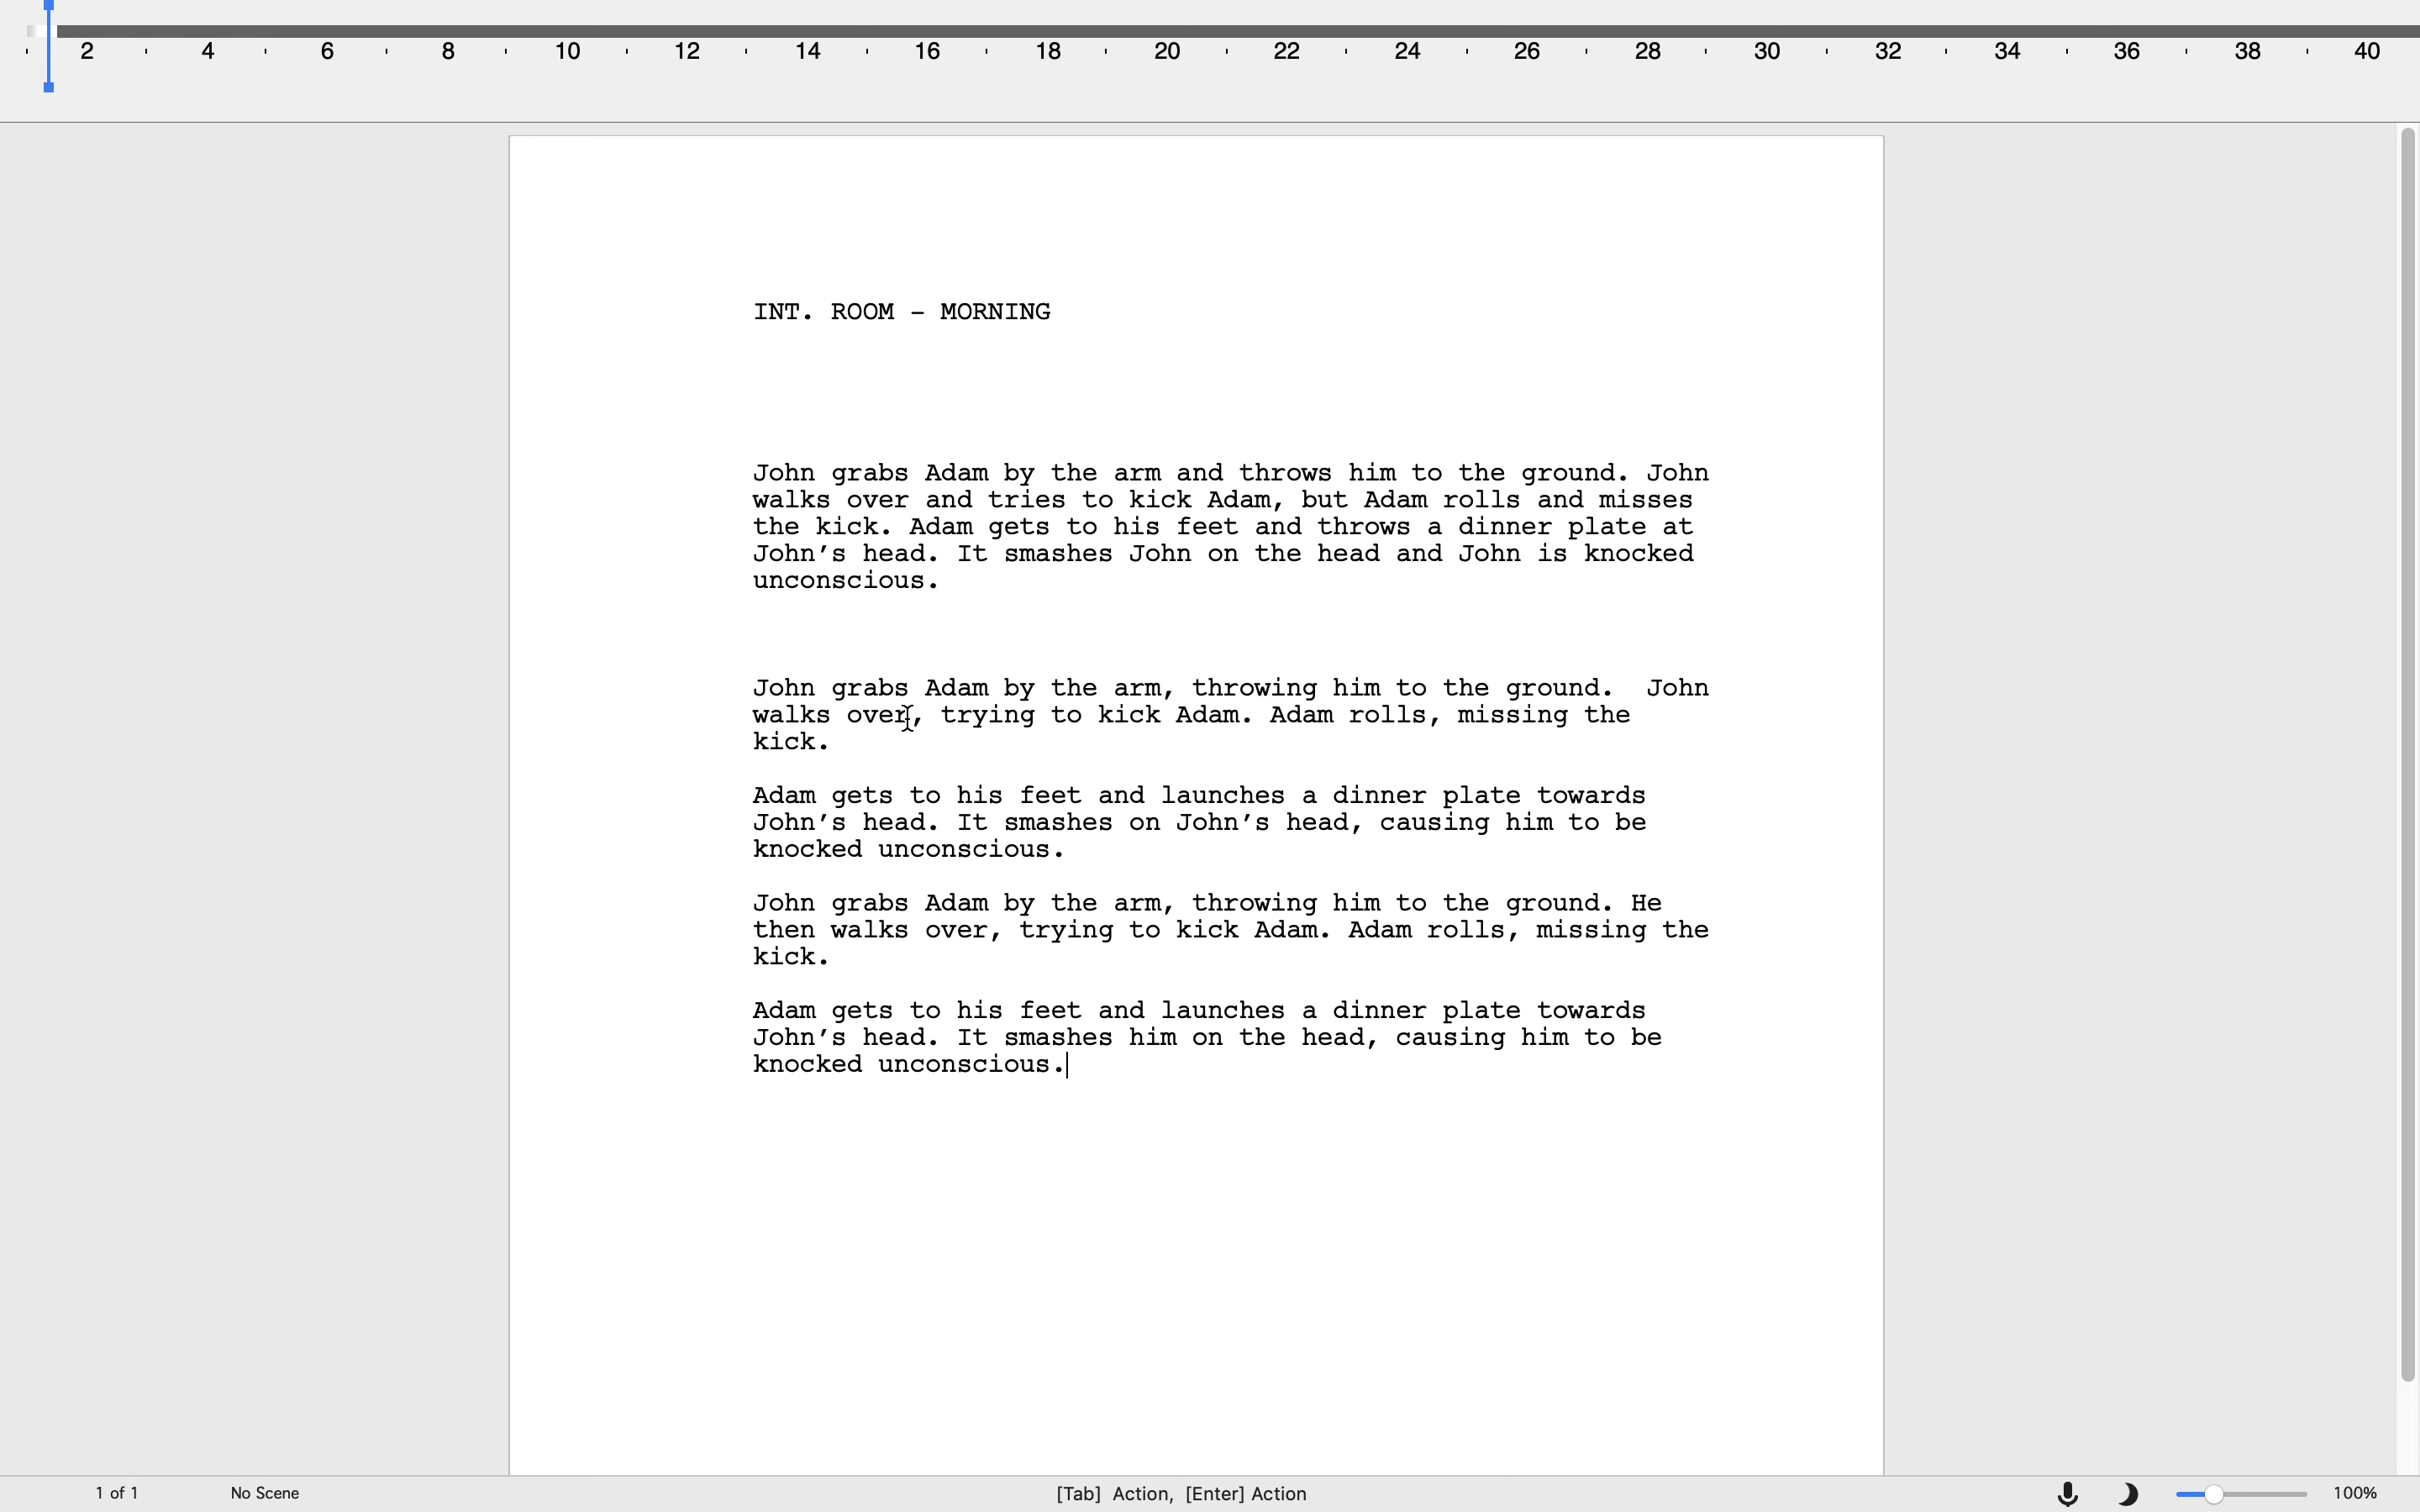 2 4 6 8 10 12 14 16 18 20 22 24 26 28 30 32 34 36 38 40
INT. ROOM – MORNING
John grabs Adam by the arm and throws him to the ground. John
walks over and tries to kick Adam, but Adam rolls and misses
the kick. Adam gets to his feet and throws a dinner plate at
John’s head. It smashes John on the head and John is knocked
unconscious.
John grabs Adam by the arm, throwing him to the ground.  John
walks over, trying to kick Adam. Adam rolls, missing the
kick.
Adam gets to his feet and launches a dinner plate towards
John’s head. It smashes on John’s head, causing him to be
knocked unconscious.
John grabs Adam by the arm, throwing him to the ground. He
then walks over, trying to kick Adam. Adam rolls, missing the
kick.
Adam gets to his feet and launches a dinner plate towards
John’s head. It smashes him on the head, causing him to be
knocked unconscious.
1 of 1 No Scene [Tab] Action, [Enter] Action 100%